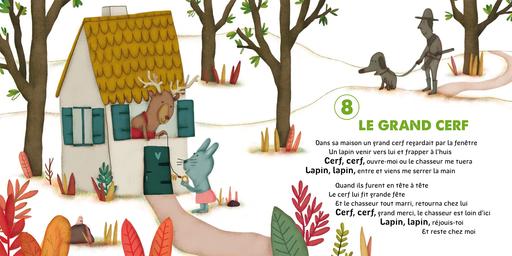 8
LE GRAND CERF
Dans sa maison un grand cerf regardait par la fenêtre
Un lapin venir vers lui et frapper à l'huis
Cerf, cerf, ouvre-moi ou le chasseur me tuera
Lapin, lapin, entre et viens me serrer la main
Quand ils furent en tête à tête
Le cerf lui fit grande fête
Et le chasseur tout marri, retourna chez lui
Cerf, cerf, grand merci, le chasseur est loin d'ici
Lapin, lapin, réjouis-toi
Et reste chez moi